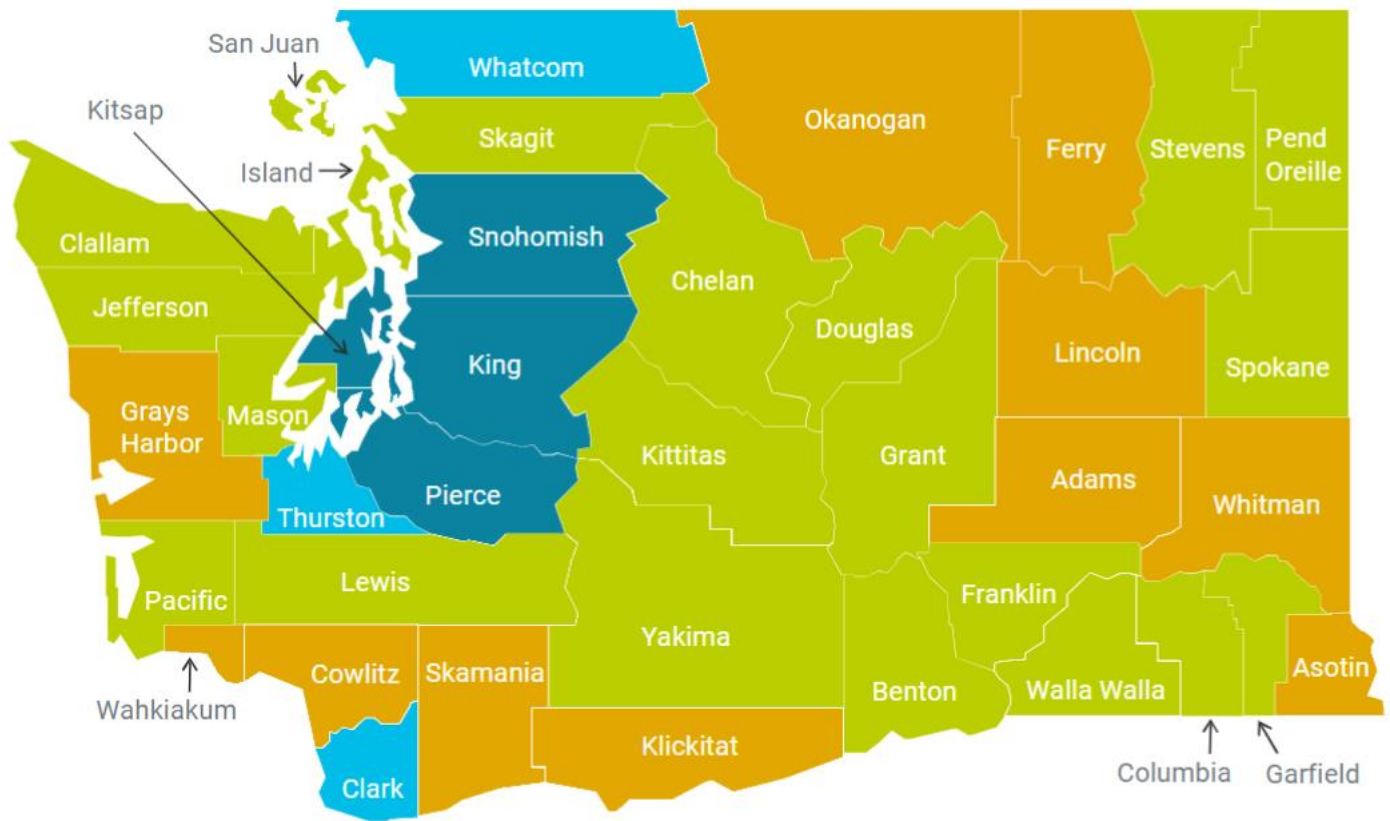 San Juan
Whatcom
Kitsap
Okanogan
Skagit
Ferry
Stevens
Pend
Oreille
Island
Snohomish
Clallam
Chelan
Jefferson
Douglas
Lincoln
King
Spokane
Grays
Harbor
Mason
Kittitas
Grant
Adams
Whitman
Pierce
Thurston
Lewis
Pacific
Franklin
Yakima
Cowlitz
Skamania
Asotin
Benton
Walla Walla
Wahkiakum
Klickitat
Columbia
Garfield
Clark